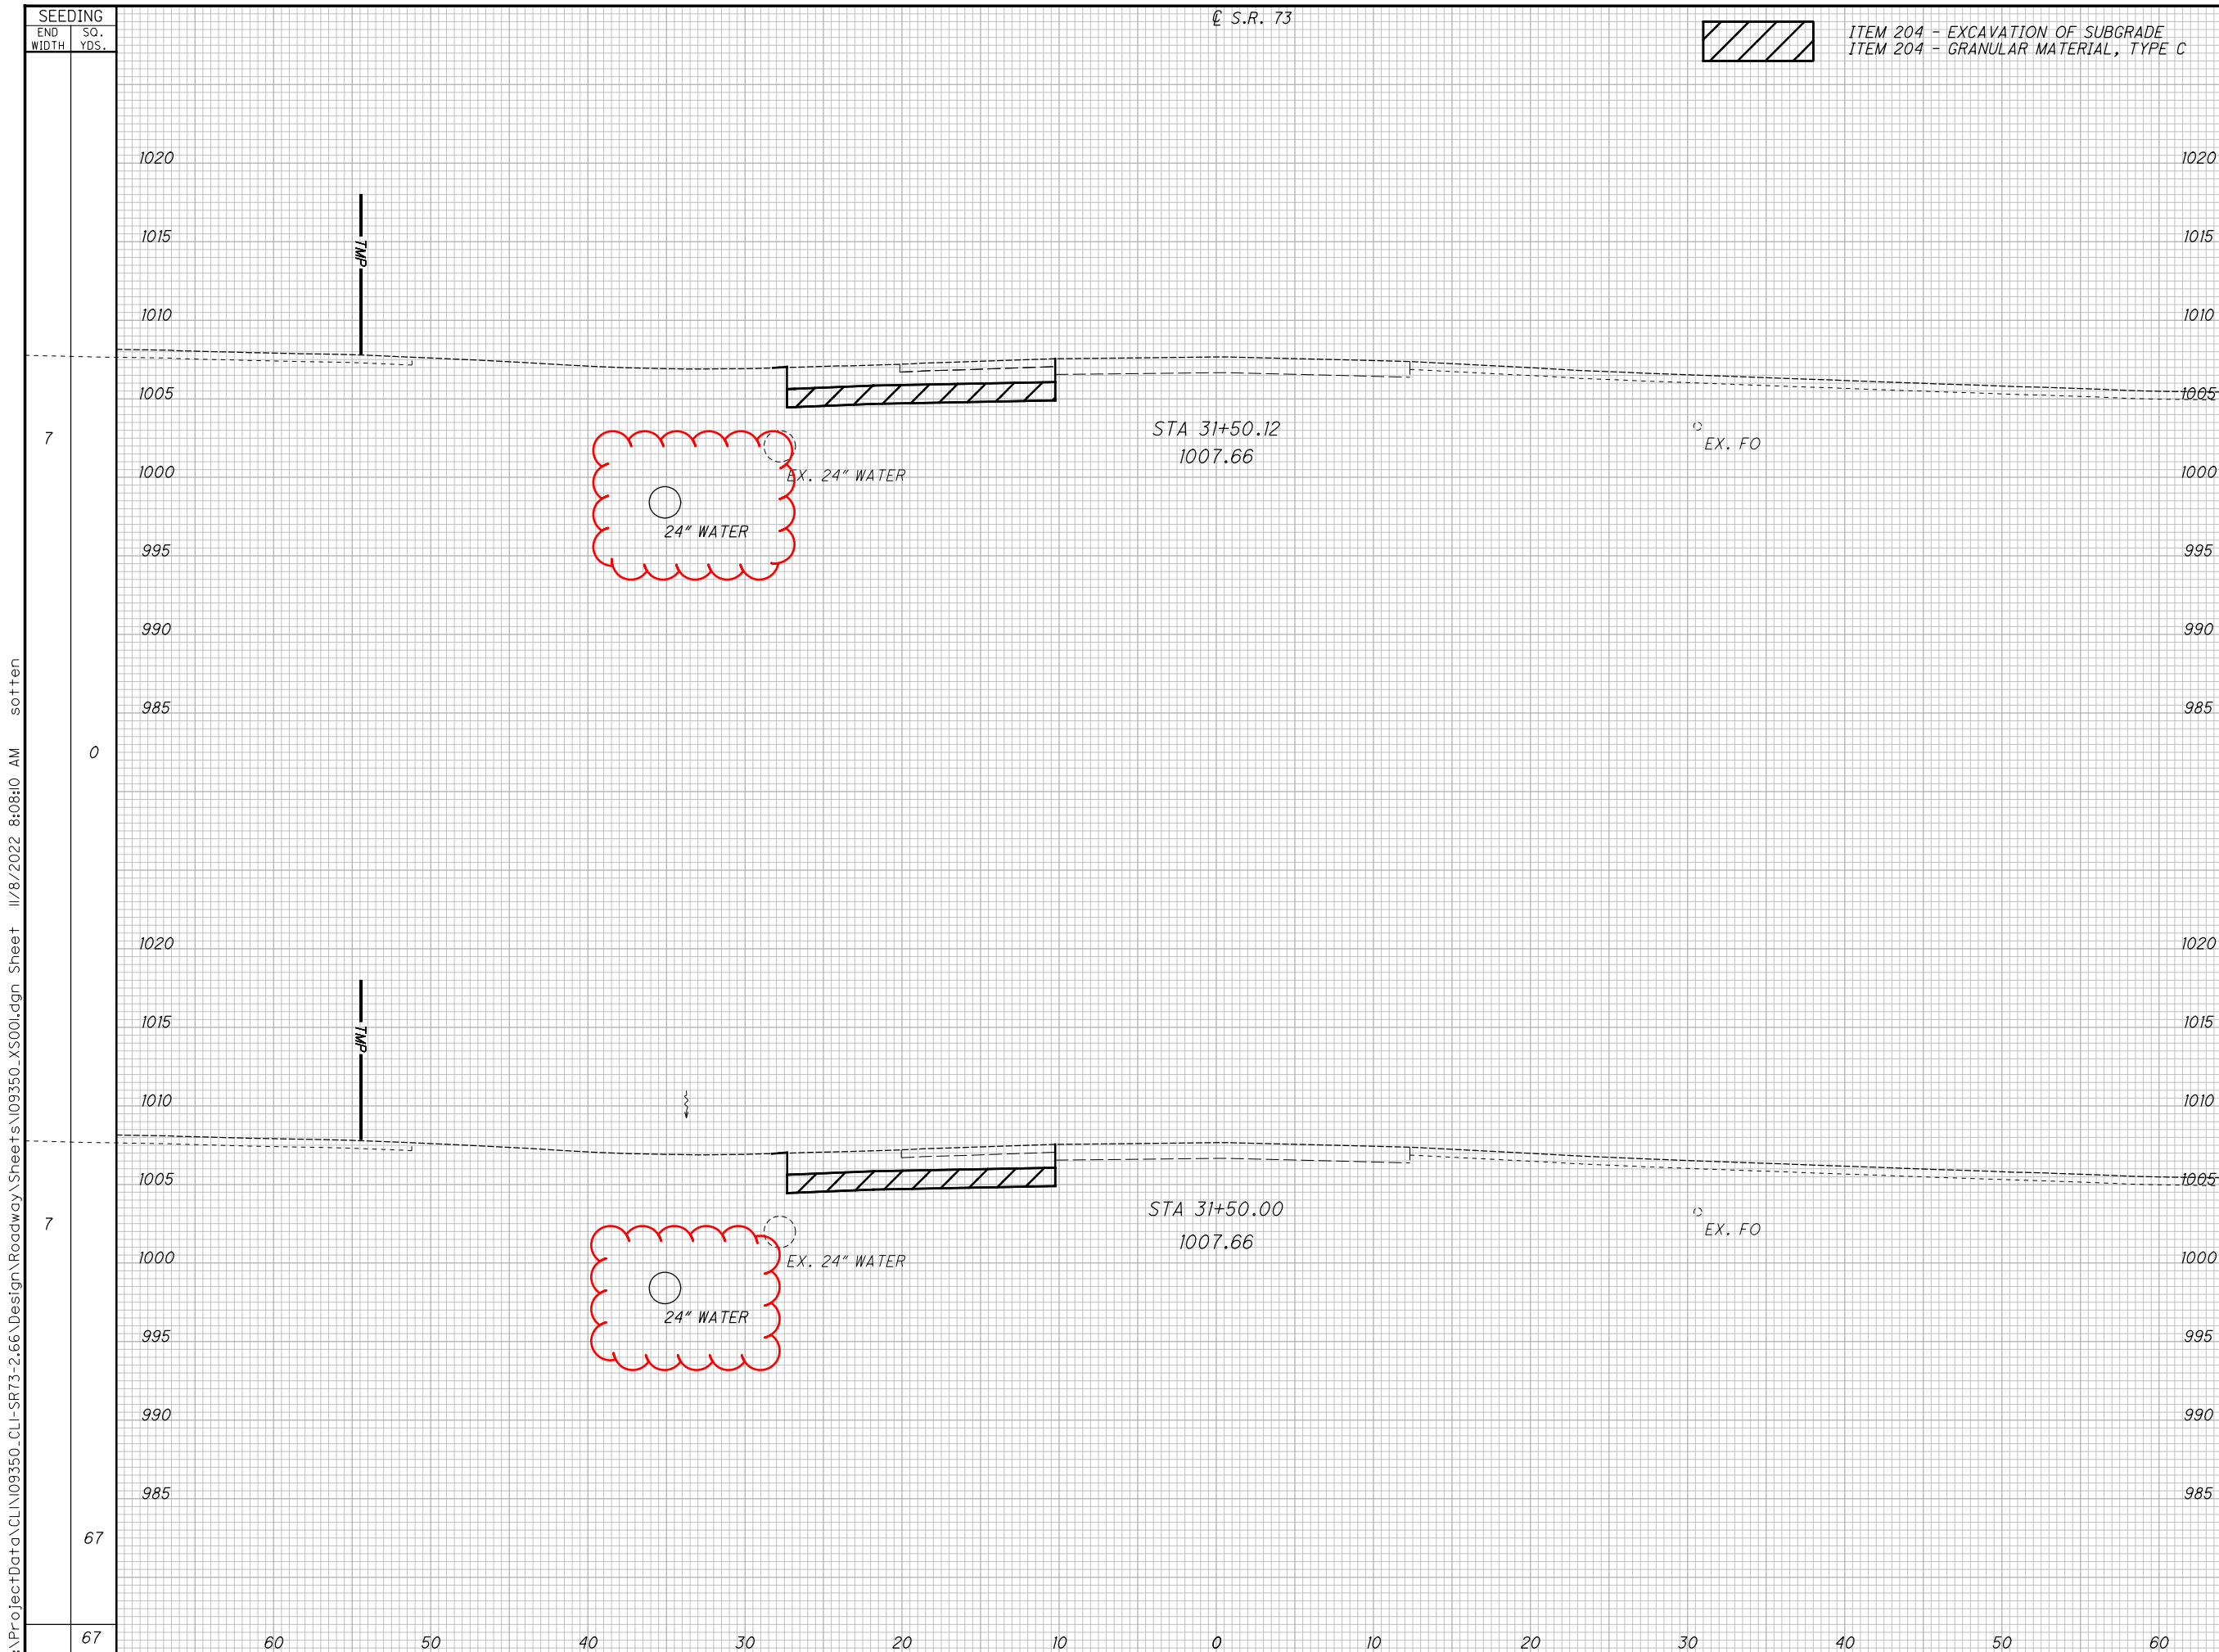 SEEDING
END WIDTH
SQ. YDS.
℄ S.R. 73
ITEM 204 - EXCAVATION OF SUBGRADE
ITEM 204 - GRANULAR MATERIAL, TYPE C
1020 1020
TMP
1015 1015
1010 1010
1005 1005
STA 31+50.12
7
EX. FO
1007.66
1000 1000
EX. 24" WATER
24" WATER
995 995
990 990
985 985
0
1020 1020
TMP
1015 1015
1010 1010
1005 1005
STA 31+50.00
7
EX. FO
1007.66
1000 1000
EX. 24" WATER
24" WATER
995 995
990 990
985 985
67
67
60 50 40 30 20 10 0 10 20 30 40 50 60
\ProjectData\CLI\109350_CLI-SR73-2.66\Design\Roadway\Sheets\109350_XS001.dgn Sheet 11/8/2022 8:08:10 AM sotten